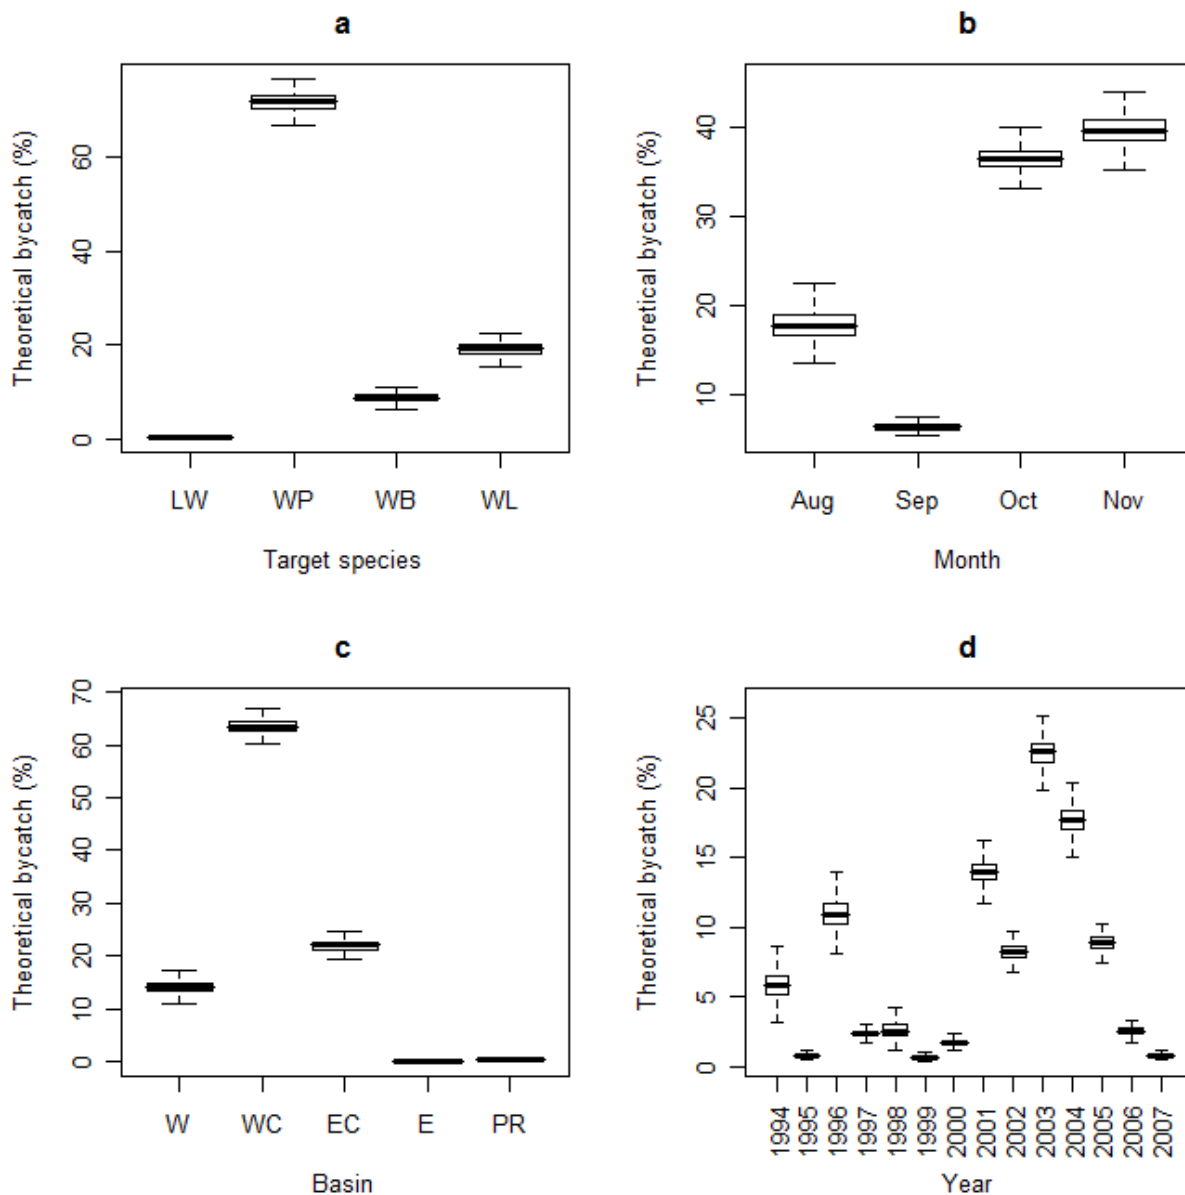 a
Theoretical bycatch (%)
0
20
40
60
LW
WP
WB
WL
Target species
b
Theoretical bycatch (%)
10
20
30
40
Aug
Sep
Oct
Nov
Month
c
Theoretical bycatch (%)
0
10
20
30
40
50
60
70
W
WC
EC
E
PR
Basin
d
Theoretical bycatch (%)
0
5
10
15
20
25
1994
1995
1996
1997
1998
1999
2000
2001
2002
2003
2004
2005
2006
2007
Year